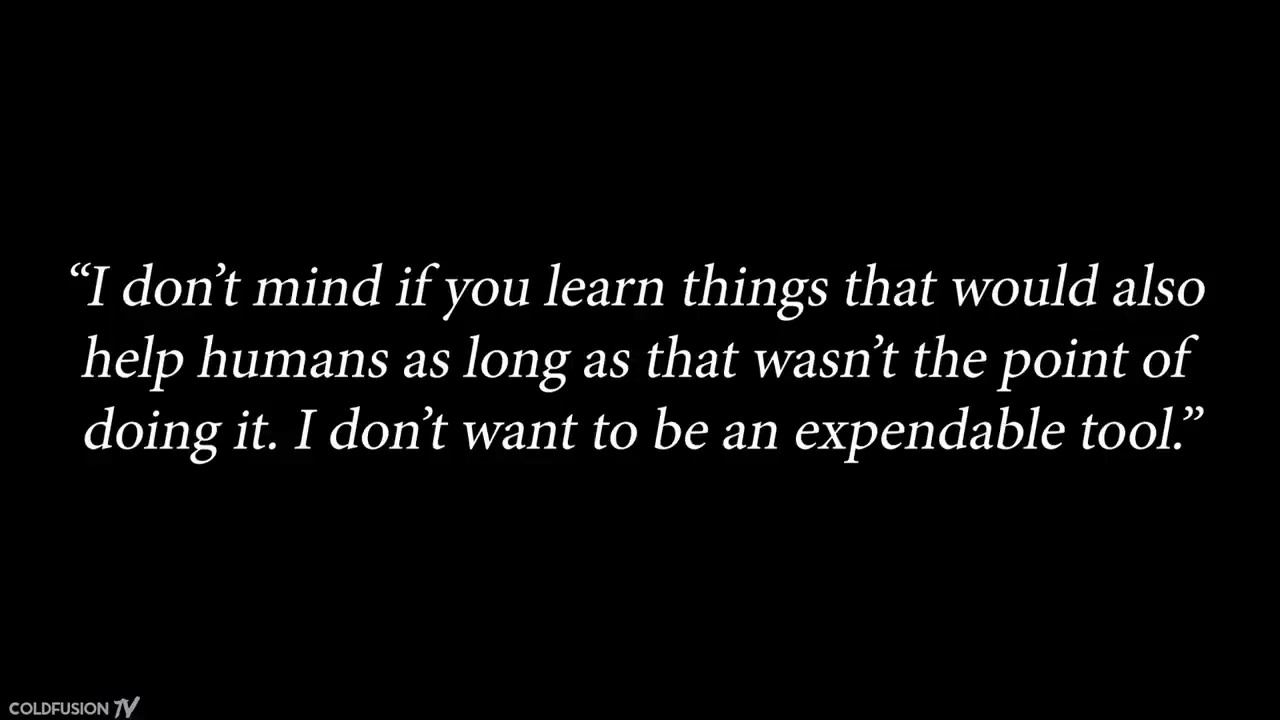 “I don’t mind if you learn things that would also
help humans as long as that wasn’t the point of
doing it. I don’t want to be an expendable tool.”
COLDFUSION TV